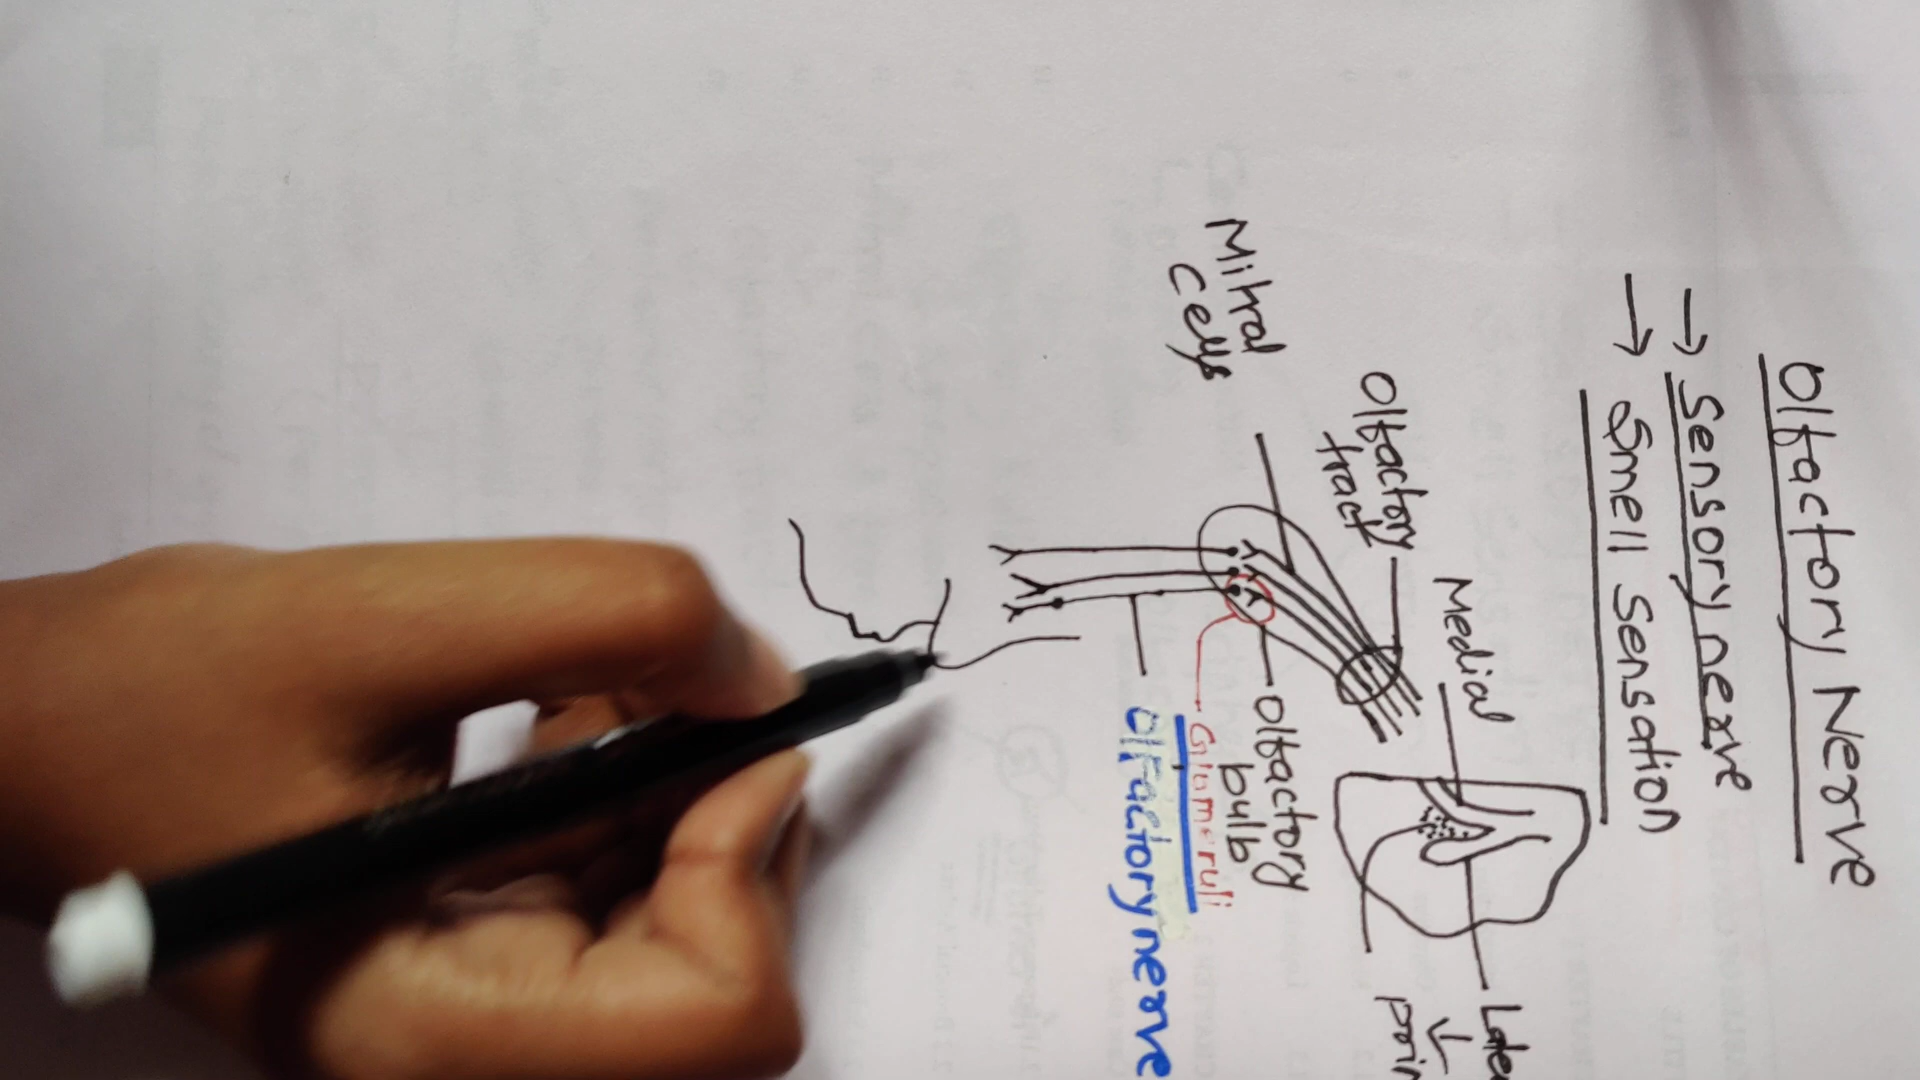 Olfactory Nerve
→ Sensory nerve
→ Smell Sensation
Medial
Olfactory
tract
Mitral
Cells
Olfactory
bulb
Glomeruli
Olfactory nerve